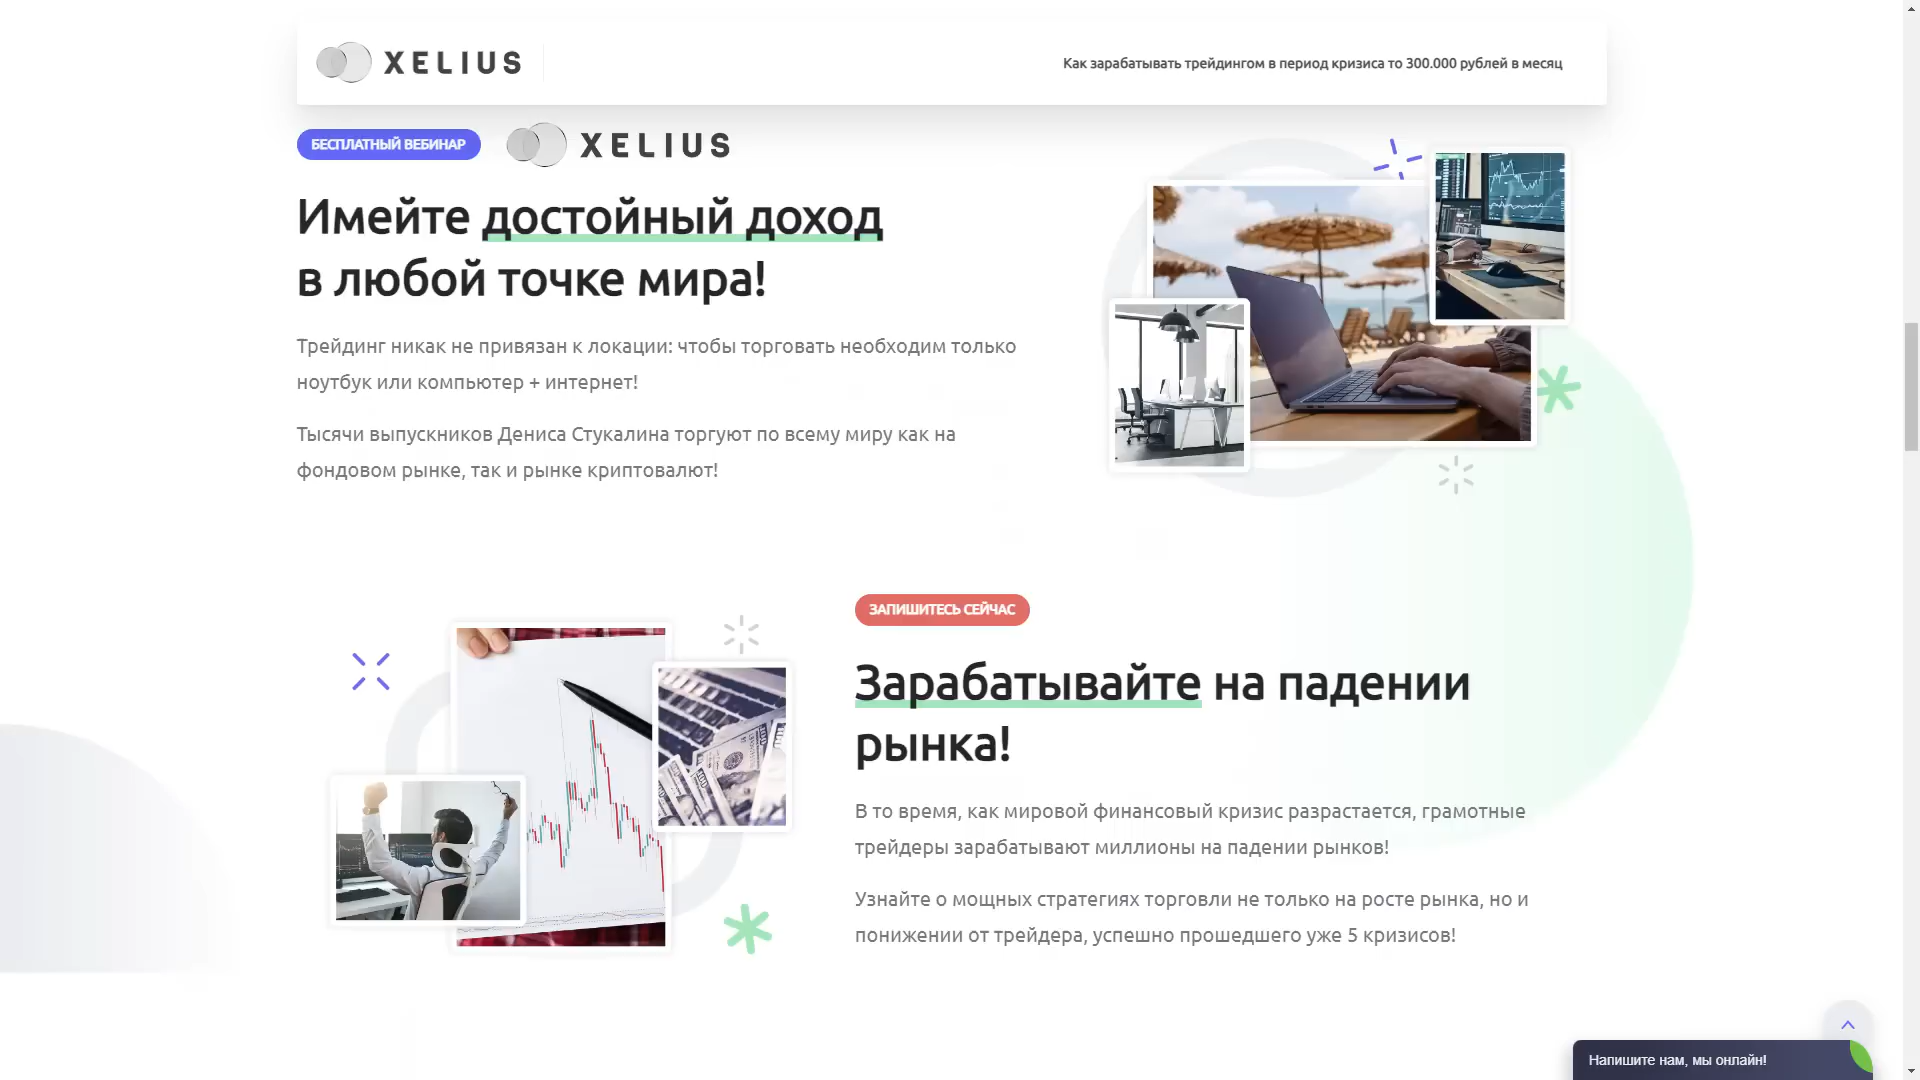 XELIUS
Как зарабатывать трейдингом в период кризиса то 300.000 рублей в месяц
БЕСПЛАТНЫЙ ВЕБИНАР
XELIUS
Имейте достойный доход
в любой точке мира!
Трейдинг никак не привязан к локации: чтобы торговать необходим только
ноутбук или компьютер + интернет!
Тысячи выпускников Дениса Стукалина торгуют по всему миру как на
фондовом рынке, так и рынке криптовалют!
ЗАПИШИТЕСЬ СЕЙЧАС
Зарабатывайте на падении
рынка!
В то время, как мировой финансовый кризис разрастается, грамотные
трейдеры зарабатывают миллионы на падении рынков!
Узнайте о мощных стратегиях торговли не только на росте рынка, но и
понижении от трейдера, успешно прошедшего уже 5 кризисов!
Напишите нам, мы онлайн!